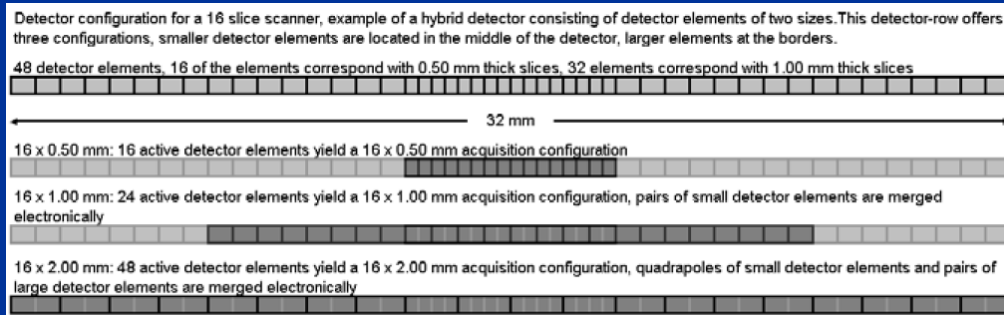 Detector configuration for a 16 slice scanner, example of a hybrid detector consisting of detector elements of two sizes.This detector-row offers
three configurations, smaller detector elements are located in the middle of the detector, larger elements at the borders.
48 detector elements, 16 of the elements correspond with 0.50 mm thick slices, 32 elements correspond with 1.00 mm thick slices
32 mm
16 x 0.50 mm: 16 active detector elements yield a 16 x 0.50 mm acquisition configuration
16 x 1.00 mm: 24 active detector elements yield a 16 x 1.00 mm acquisition configuration, pairs of small detector elements are merged
electronically
16 x 2.00 mm: 48 active detector elements yield a 16 x 2.00 mm acquisition configuration, quadrapoles of small detector elements and pairs of
large detector elements are merged electronically